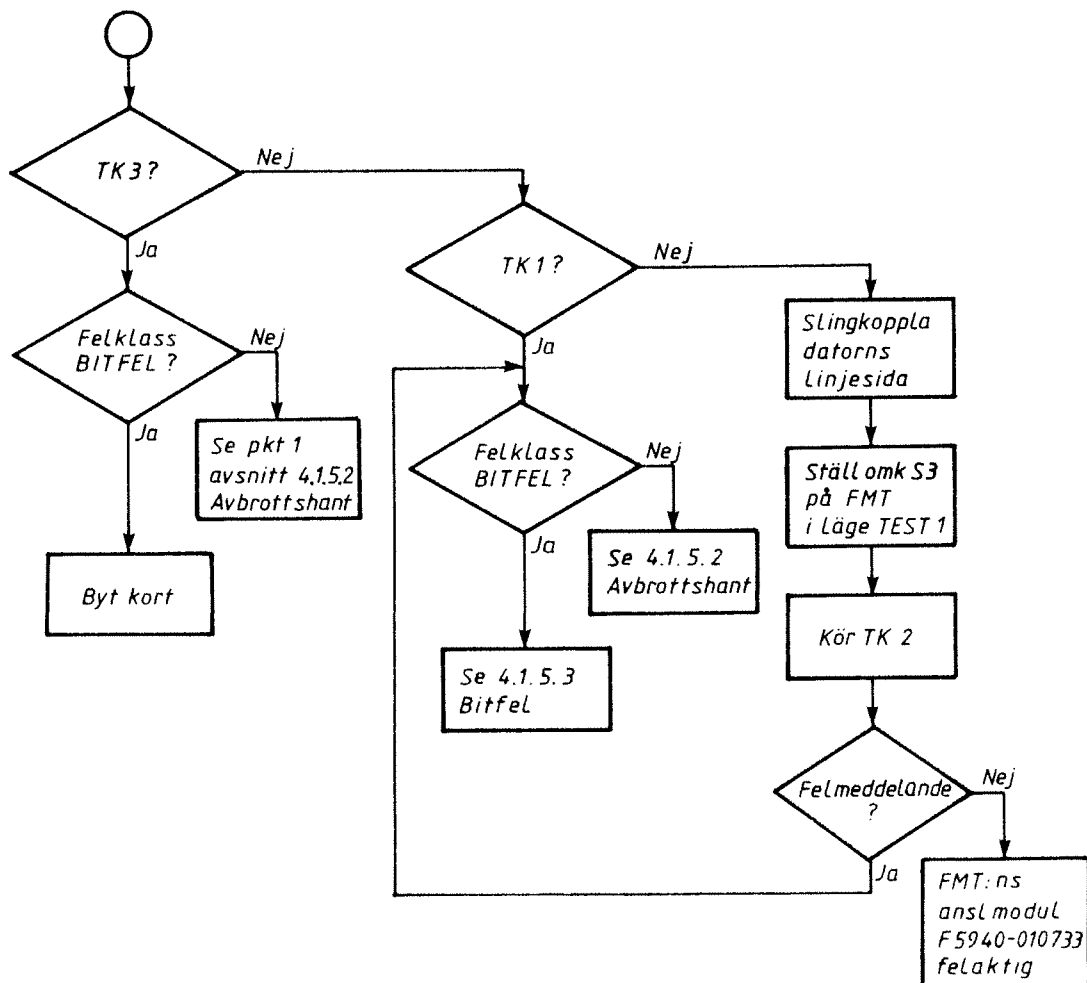 TK3?
Nej
Ja
Felklass
BITFEL?
Nej
Ja
Se pkt 1
avsnitt 4.1.5.2
Avbrottshant
Byt kort
TK1?
Nej
Ja
Felklass
BITFEL?
Nej
Ja
Se 4.1.5.2
Avbrottshant
Se 4.1.5.3
Bitfel
Slingkoppla
datorns
linjesida
Ställ omk S3
på FMT
i läge TEST 1
Kör TK 2
Felmeddelande
?
Nej
Ja
FMT:ns
ansl modul
F5940-010733
felaktig